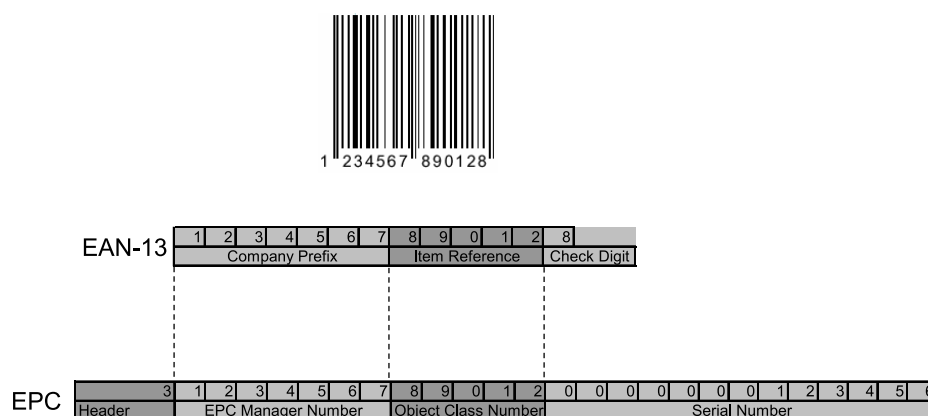 1 234567 890128
EAN-13 1 2 3 4 5 6 7 8 9 0 1 2 8
Company Prefix Item Reference Check Digit
EPC 3 1 2 3 4 5 6 7 8 9 0 1 2 0 0 0 0 0 0 0 1 2 3 4 5 6
Header EPC Manager Number Object Class Number Serial Number